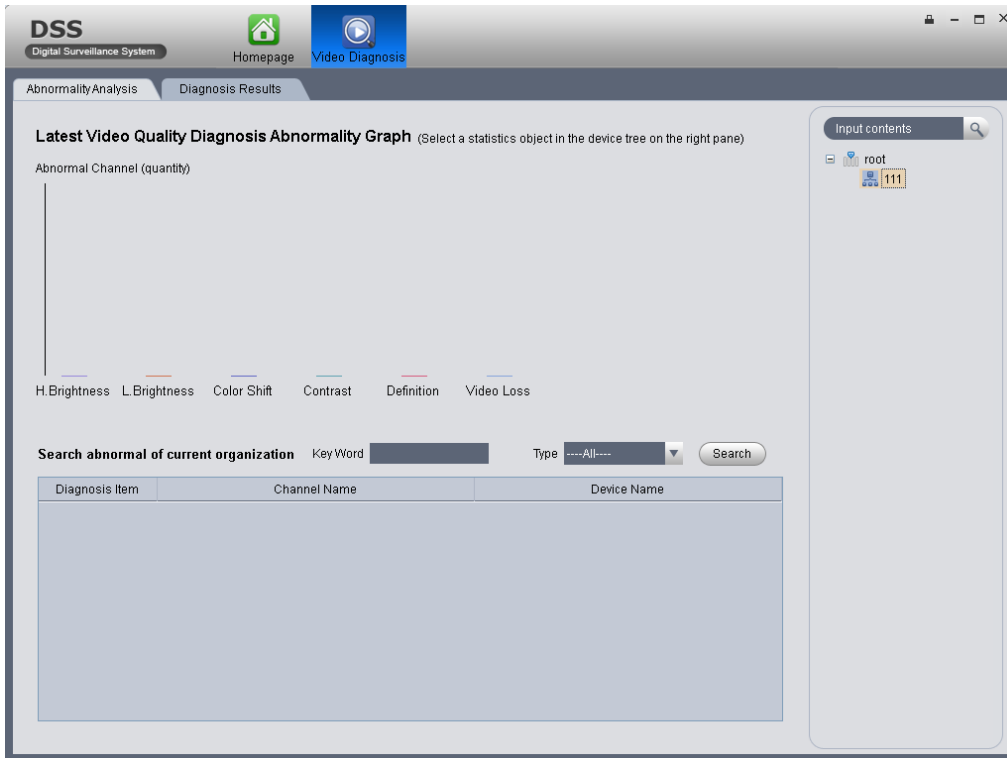 DSS
Digital Surveillance System
Homepage
Video Diagnosis
Abnormality Analysis
Diagnosis Results
Latest Video Quality Diagnosis Abnormality Graph (Select a statistics object in the device tree on the right pane)
Abnormal Channel (quantity)
H.Brightness L.Brightness Color Shift Contrast Definition Video Loss
Search abnormal of current organization Key Word Type ----All---- Search
Diagnosis Item Channel Name Device Name
Input contents
root
111